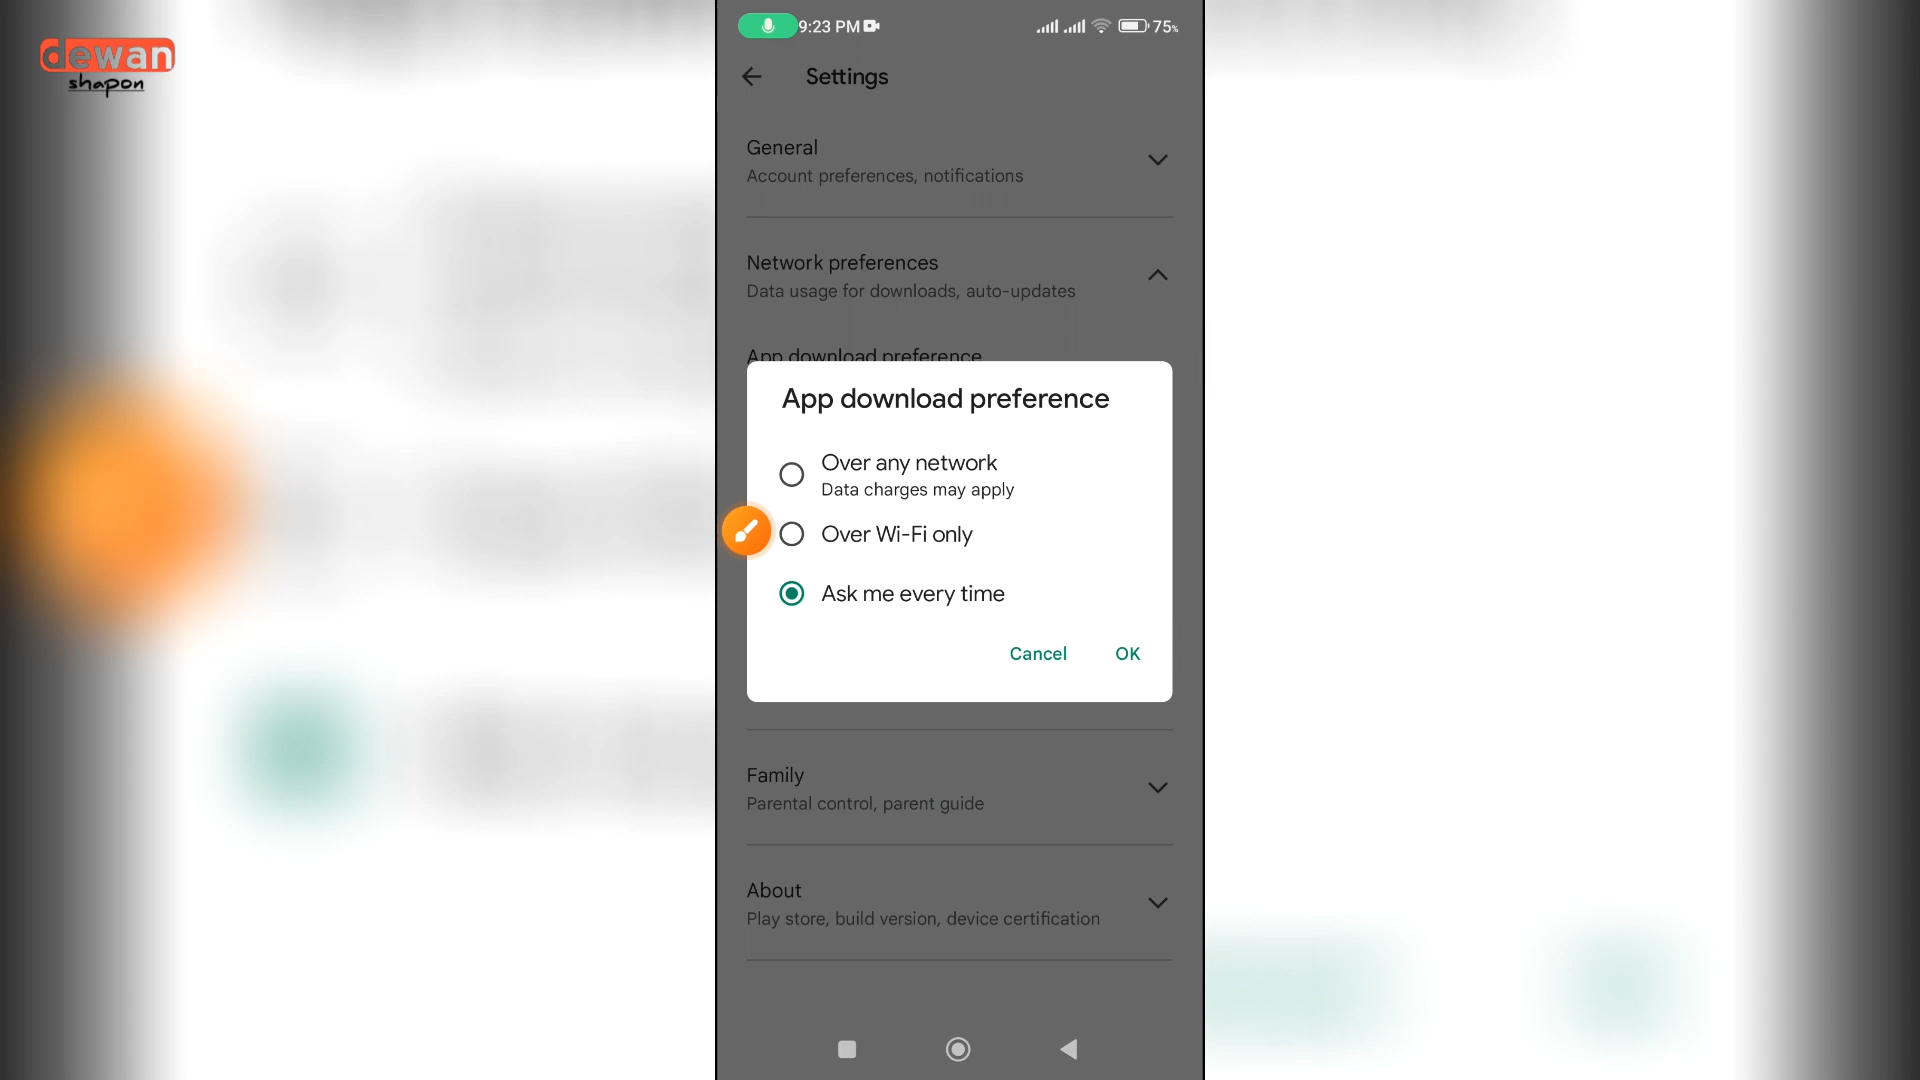 dewan
shapon
9:23 PM
75%
Settings
General
Account preferences, notifications
Network preferences
Data usage for downloads, auto-updates
App download preference
App download preference
Over any network
Data charges may apply
Over Wi-Fi only
Ask me every time
Cancel OK
Family
Parental control, parent guide
About
Play store, build version, device certification